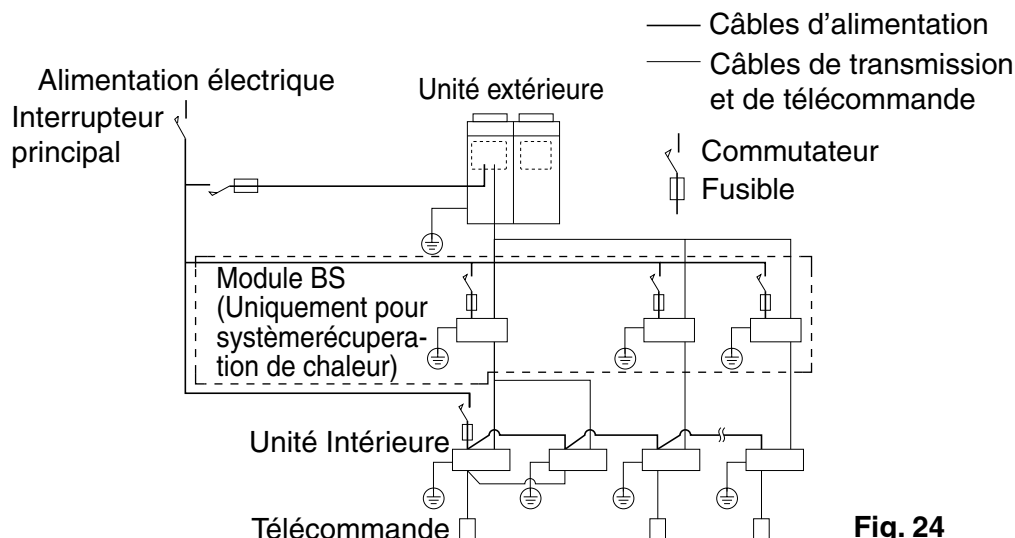 Câbles d'alimentation
Câbles de transmission
et de télécommande
Alimentation électrique
Interrupteur
principal
Unité extérieure
Commutateur
Fusible
Module BS
(Uniquement pour
systèmerécupera-
tion de chaleur)
Unité Intérieure
Télécommande
Fig. 24